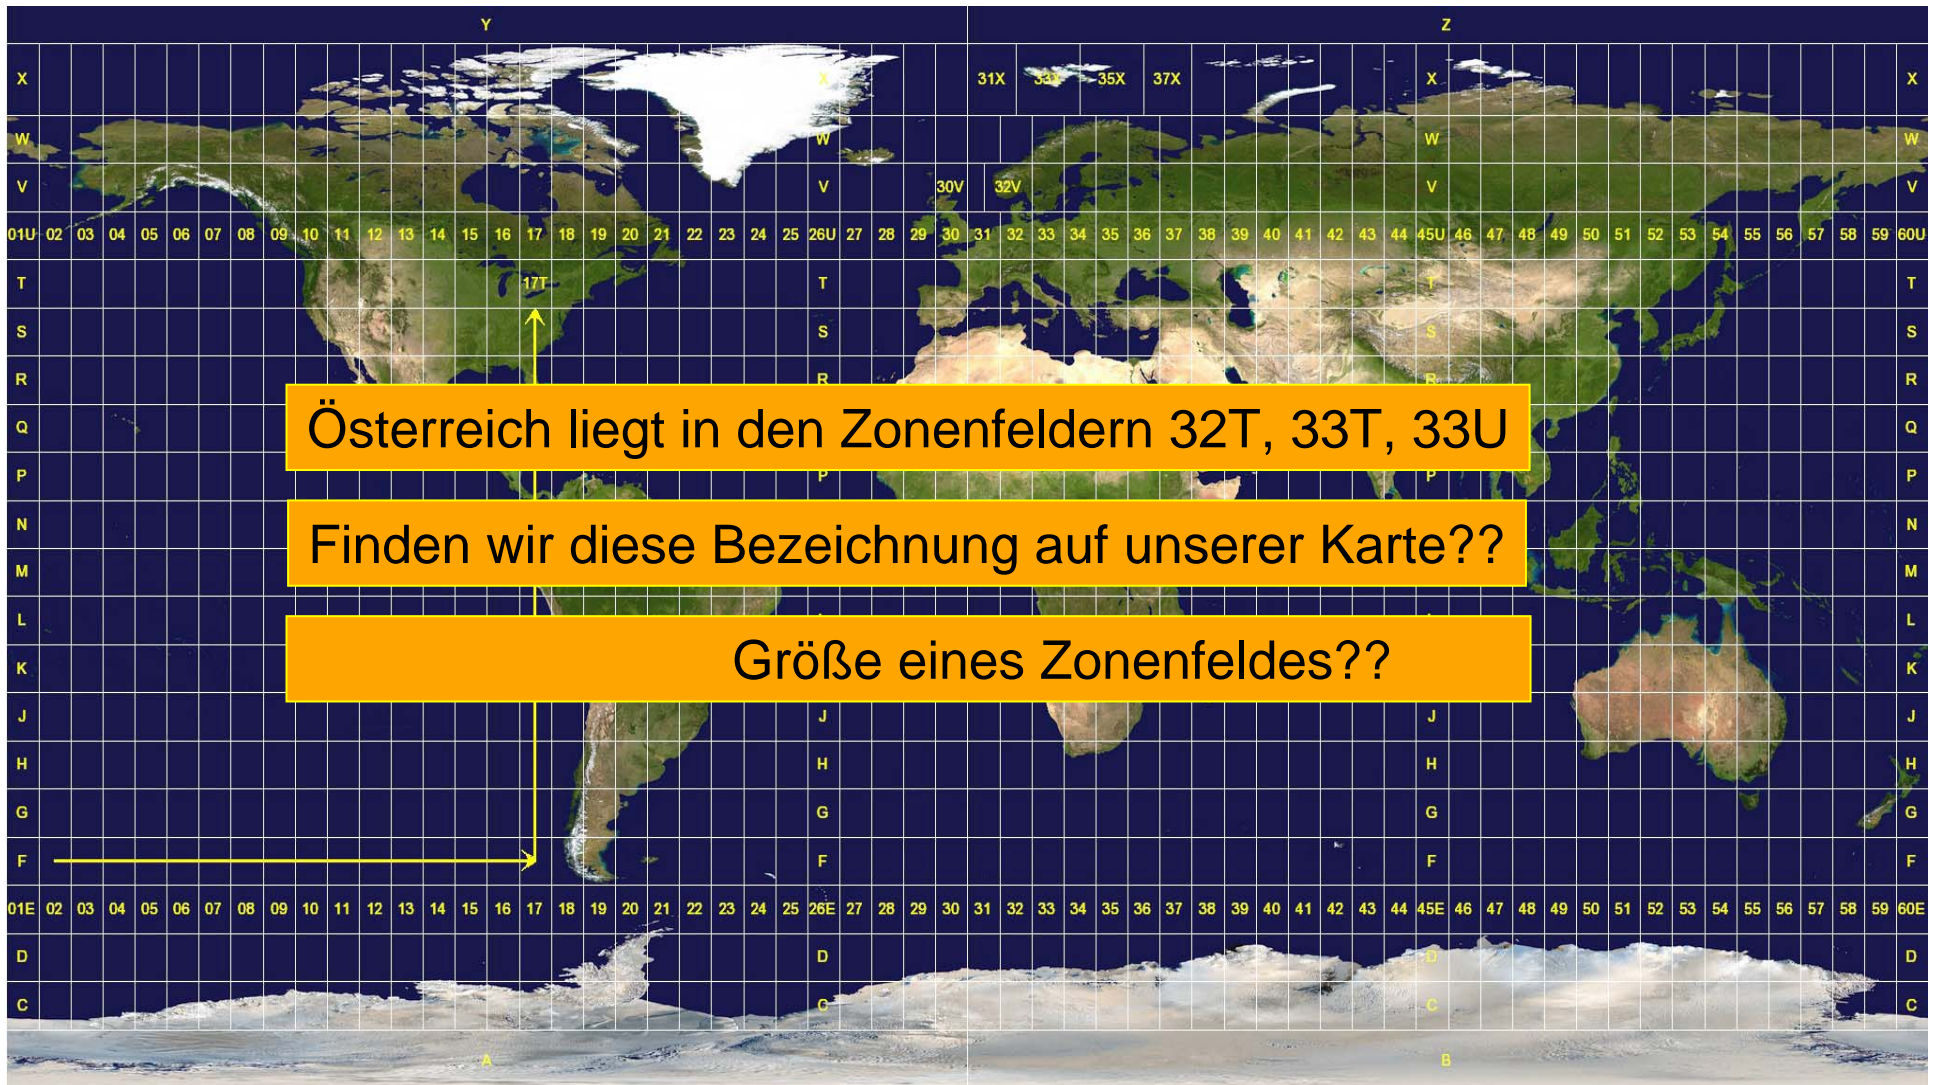 Y Z
X X 31X 33X 35X 37X X X
W W W W
V V 30V 32V V V
01U 02 03 04 05 06 07 08 09 10 11 12 13 14 15 16 17 18 19 20 21 22 23 24 25 26U 27 28 29 30 31 32 33 34 35 36 37 38 39 40 41 42 43 44 45U 46 47 48 49 50 51 52 53 54 55 56 57 58 59 60U
T 17T T T T
S S S S
R R R R
Österreich liegt in den Zonenfeldern 32T, 33T, 33U
Q Q
P P P P
Finden wir diese Bezeichnung auf unserer Karte??
N N
M M
L L
Größe eines Zonenfeldes??
K K
J J J J
H H H H
G G G G
F F F F
01E 02 03 04 05 06 07 08 09 10 11 12 13 14 15 16 17 18 19 20 21 22 23 24 25 26E 27 28 29 30 31 32 33 34 35 36 37 38 39 40 41 42 43 44 45E 46 47 48 49 50 51 52 53 54 55 56 57 58 59 60E
D D D D
C C C C
A B